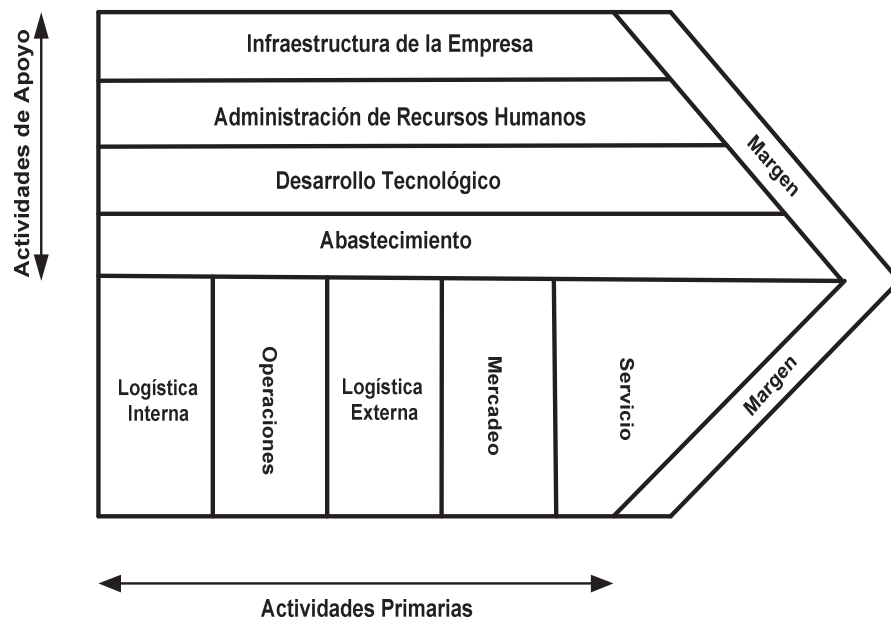 Actividades de Apoyo
Infraestructura de la Empresa
Administración de Recursos Humanos
Desarrollo Tecnológico
Abastecimiento
Margen
Logística
Interna
Operaciones
Logística
Externa
Mercadeo
Servicio
Margen
Actividades Primarias